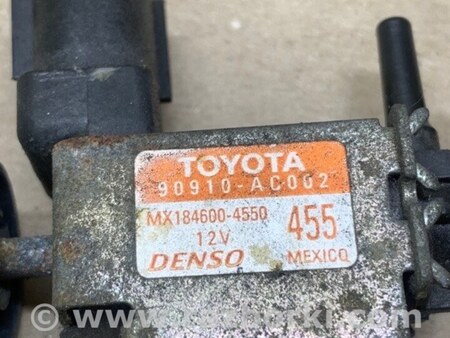 TOYOTA
90910-AC002
MX184600-4550
12V
455
DENSO
MEXICO